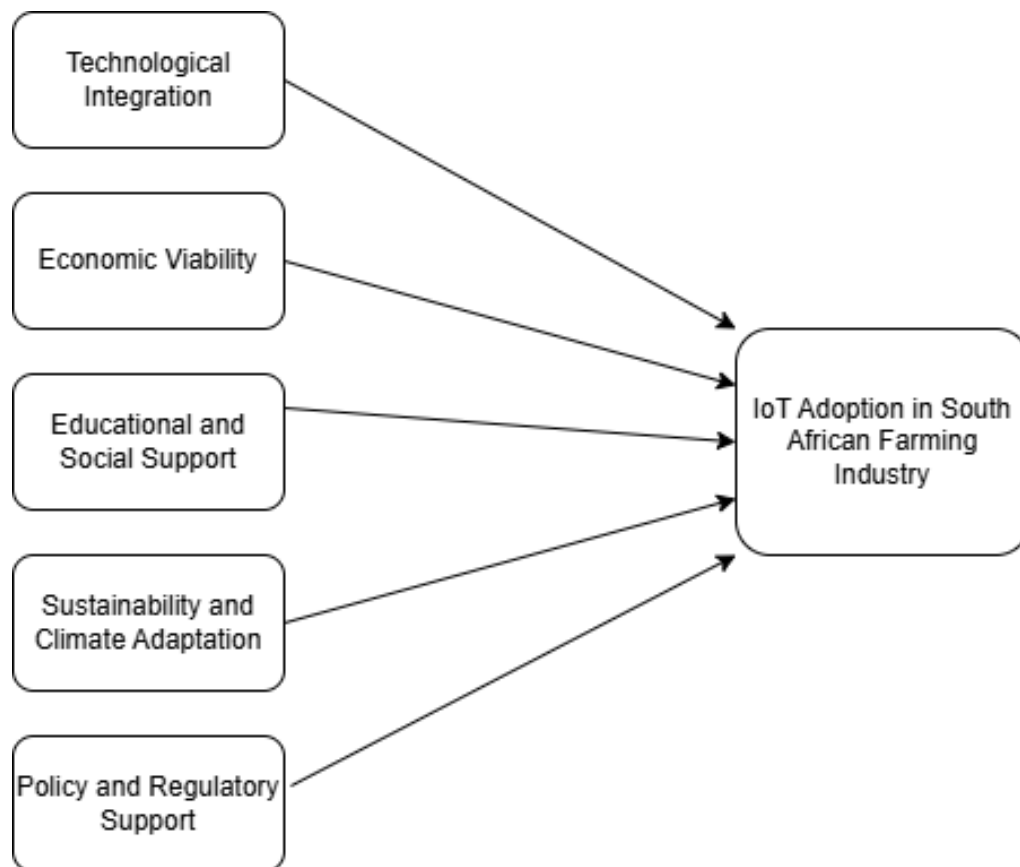 Technological
Integration
Economic Viability
Educational and
Social Support
Sustainability and
Climate Adaptation
Policy and Regulatory
Support
IoT Adoption in South
African Farming
Industry